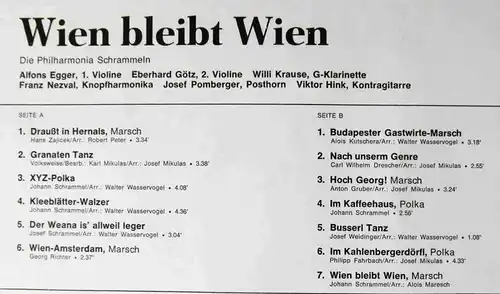 Wien bleibt Wien
Die Philharmonia Schrammeln
Alfons Egger, 1. Violine Eberhard Götz, 2. Violine Willi Krause, G-Klarinette
Franz Nezval, Knopfharmonika Josef Pomberger, Posthorn Viktor Hink, Kontragitarre
SEITE A
1. Draußt in Hernals, Marsch
Hans Zajicek/Arr.: Robert Peter • 3.34'
2. Granaten Tanz
Volksweise/Bearb.: Karl Mikulas/Arr.: Josef Mikulas • 3.38'
3. XYZ-Polka
Johann Schrammel/Arr.: Walter Wasservogel • 4.08'
4. Kleeblätter-Walzer
Johann Schrammel/Arr.: Walter Wasservogel • 4.36'
5. Der Weana is' allweil leger
Josef Schrammel/Arr.: Walter Wasservogel • 3.04'
6. Wien-Amsterdam, Marsch
Georg Richter • 2.37'
SEITE B
1. Budapester Gastwirte-Marsch
Alois Kutschera/Arr.: Walter Wasservogel • 3.18'
2. Nach unserm Genre
Carl Wilhelm Drescher/Arr.: Josef Mikulas • 2.55'
3. Hoch Georg! Marsch
Anton Gruber/Arr.: Josef Mikulas • 3.24'
4. Im Kaffeehaus, Polka
Johann Schrammel • 2.56'
5. Busserl Tanz
Josef Weidinger/Arr.: Walter Wasservogel • 1.08'
6. Im Kahlenbergerdörfl, Polka
Philipp Fahrbach/Arr.: Josef Mikulas • 4.33'
7. Wien bleibt Wien, Marsch
Johann Schrammel/Arr.: Alois Maresch